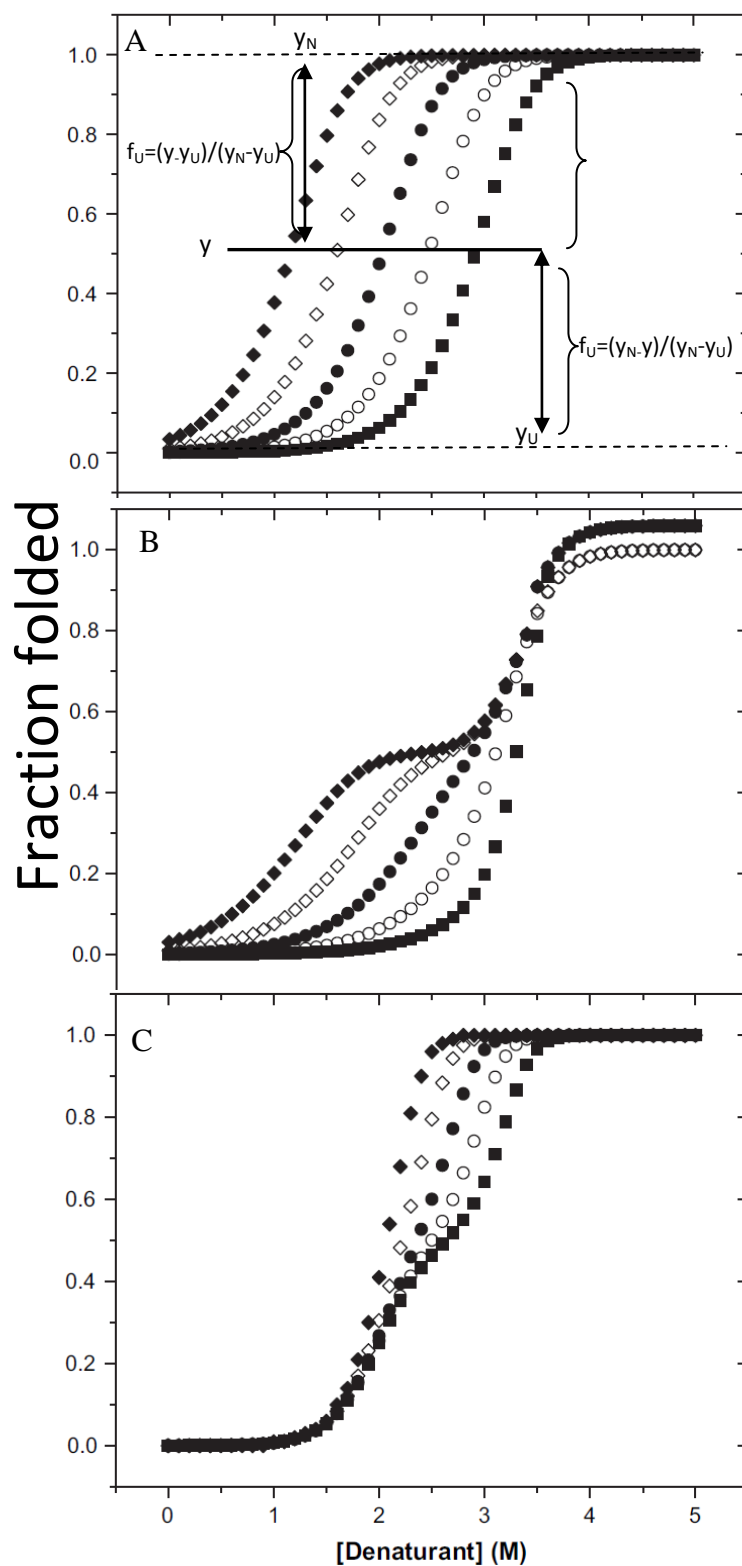 A
y_N
1.0
0.8
f_U=(y-y_U)/(y_N-y_U)
0.6
y
0.4
f_U=(y_N-y)/(y_N-y_U)
0.2
y_U
0.0
Fraction folded
B
1.0
0.8
0.6
0.4
0.2
0.0
C
1.0
0.8
0.6
0.4
0.2
0.0
0 1 2 3 4 5
[Denaturant] (M)